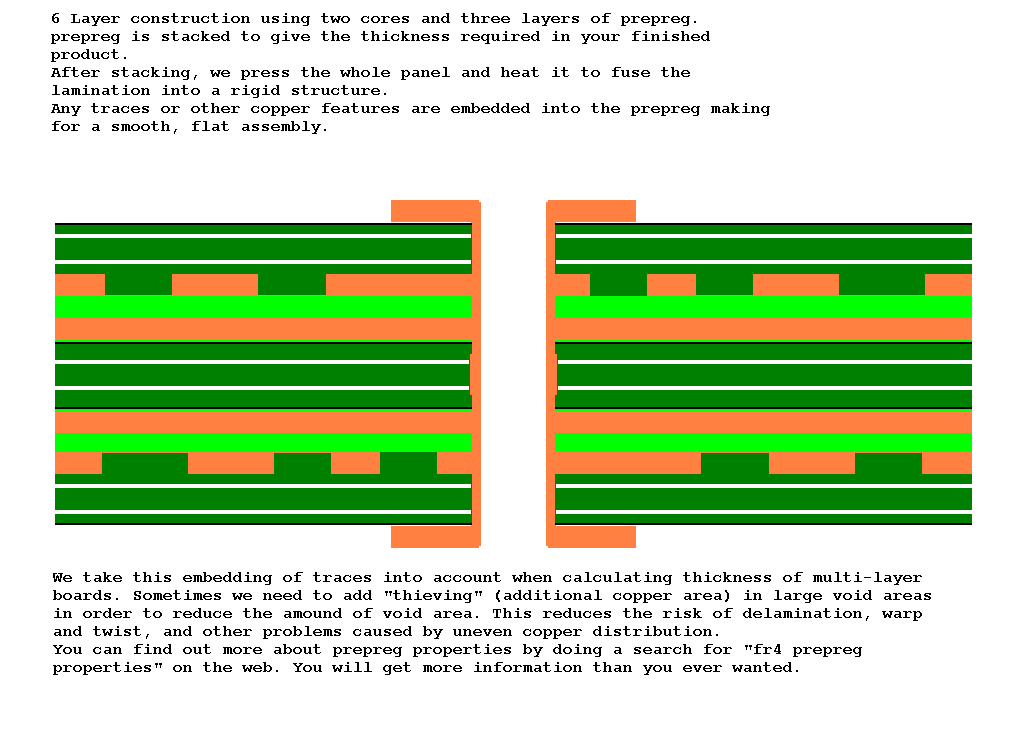 6 Layer construction using two cores and three layers of prepreg.
prepreg is stacked to give the thickness required in your finished
product.
After stacking, we press the whole panel and heat it to fuse the
lamination into a rigid structure.
Any traces or other copper features are embedded into the prepreg making
for a smooth, flat assembly.
We take this embedding of traces into account when calculating thickness of multi-layer
boards. Sometimes we need to add "thieving" (additional copper area) in large void areas
in order to reduce the amound of void area. This reduces the risk of delamination, warp
and twist, and other problems caused by uneven copper distribution.
You can find out more about prepreg properties by doing a search for "fr4 prepreg
properties" on the web. You will get more information than you ever wanted.